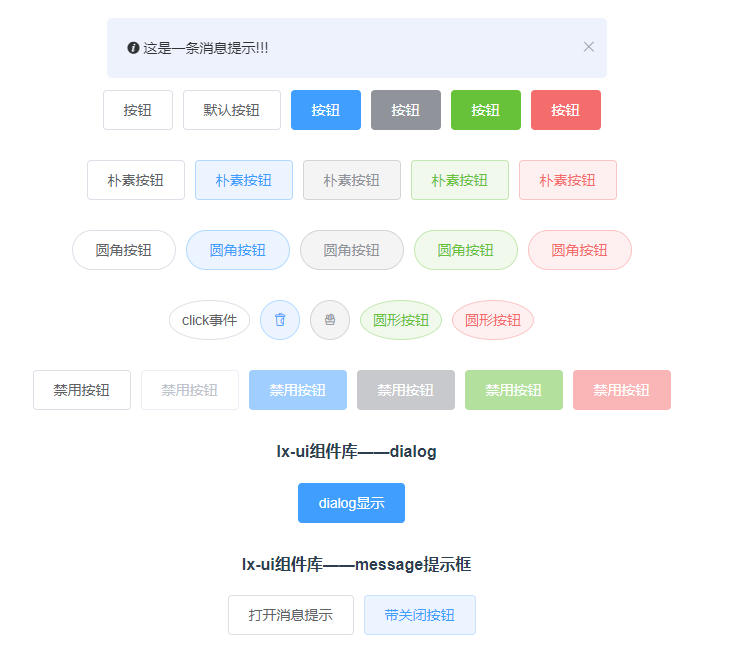 这是一条消息提示!!!
按钮 默认按钮 按钮 按钮 按钮 按钮
朴素按钮 朴素按钮 朴素按钮 朴素按钮 朴素按钮
圆角按钮 圆角按钮 圆角按钮 圆角按钮 圆角按钮
click事件 圆形按钮 圆形按钮
禁用按钮 禁用按钮 禁用按钮 禁用按钮 禁用按钮 禁用按钮
lx-ui组件库——dialog
dialog显示
lx-ui组件库——message提示框
打开消息提示 带关闭按钮